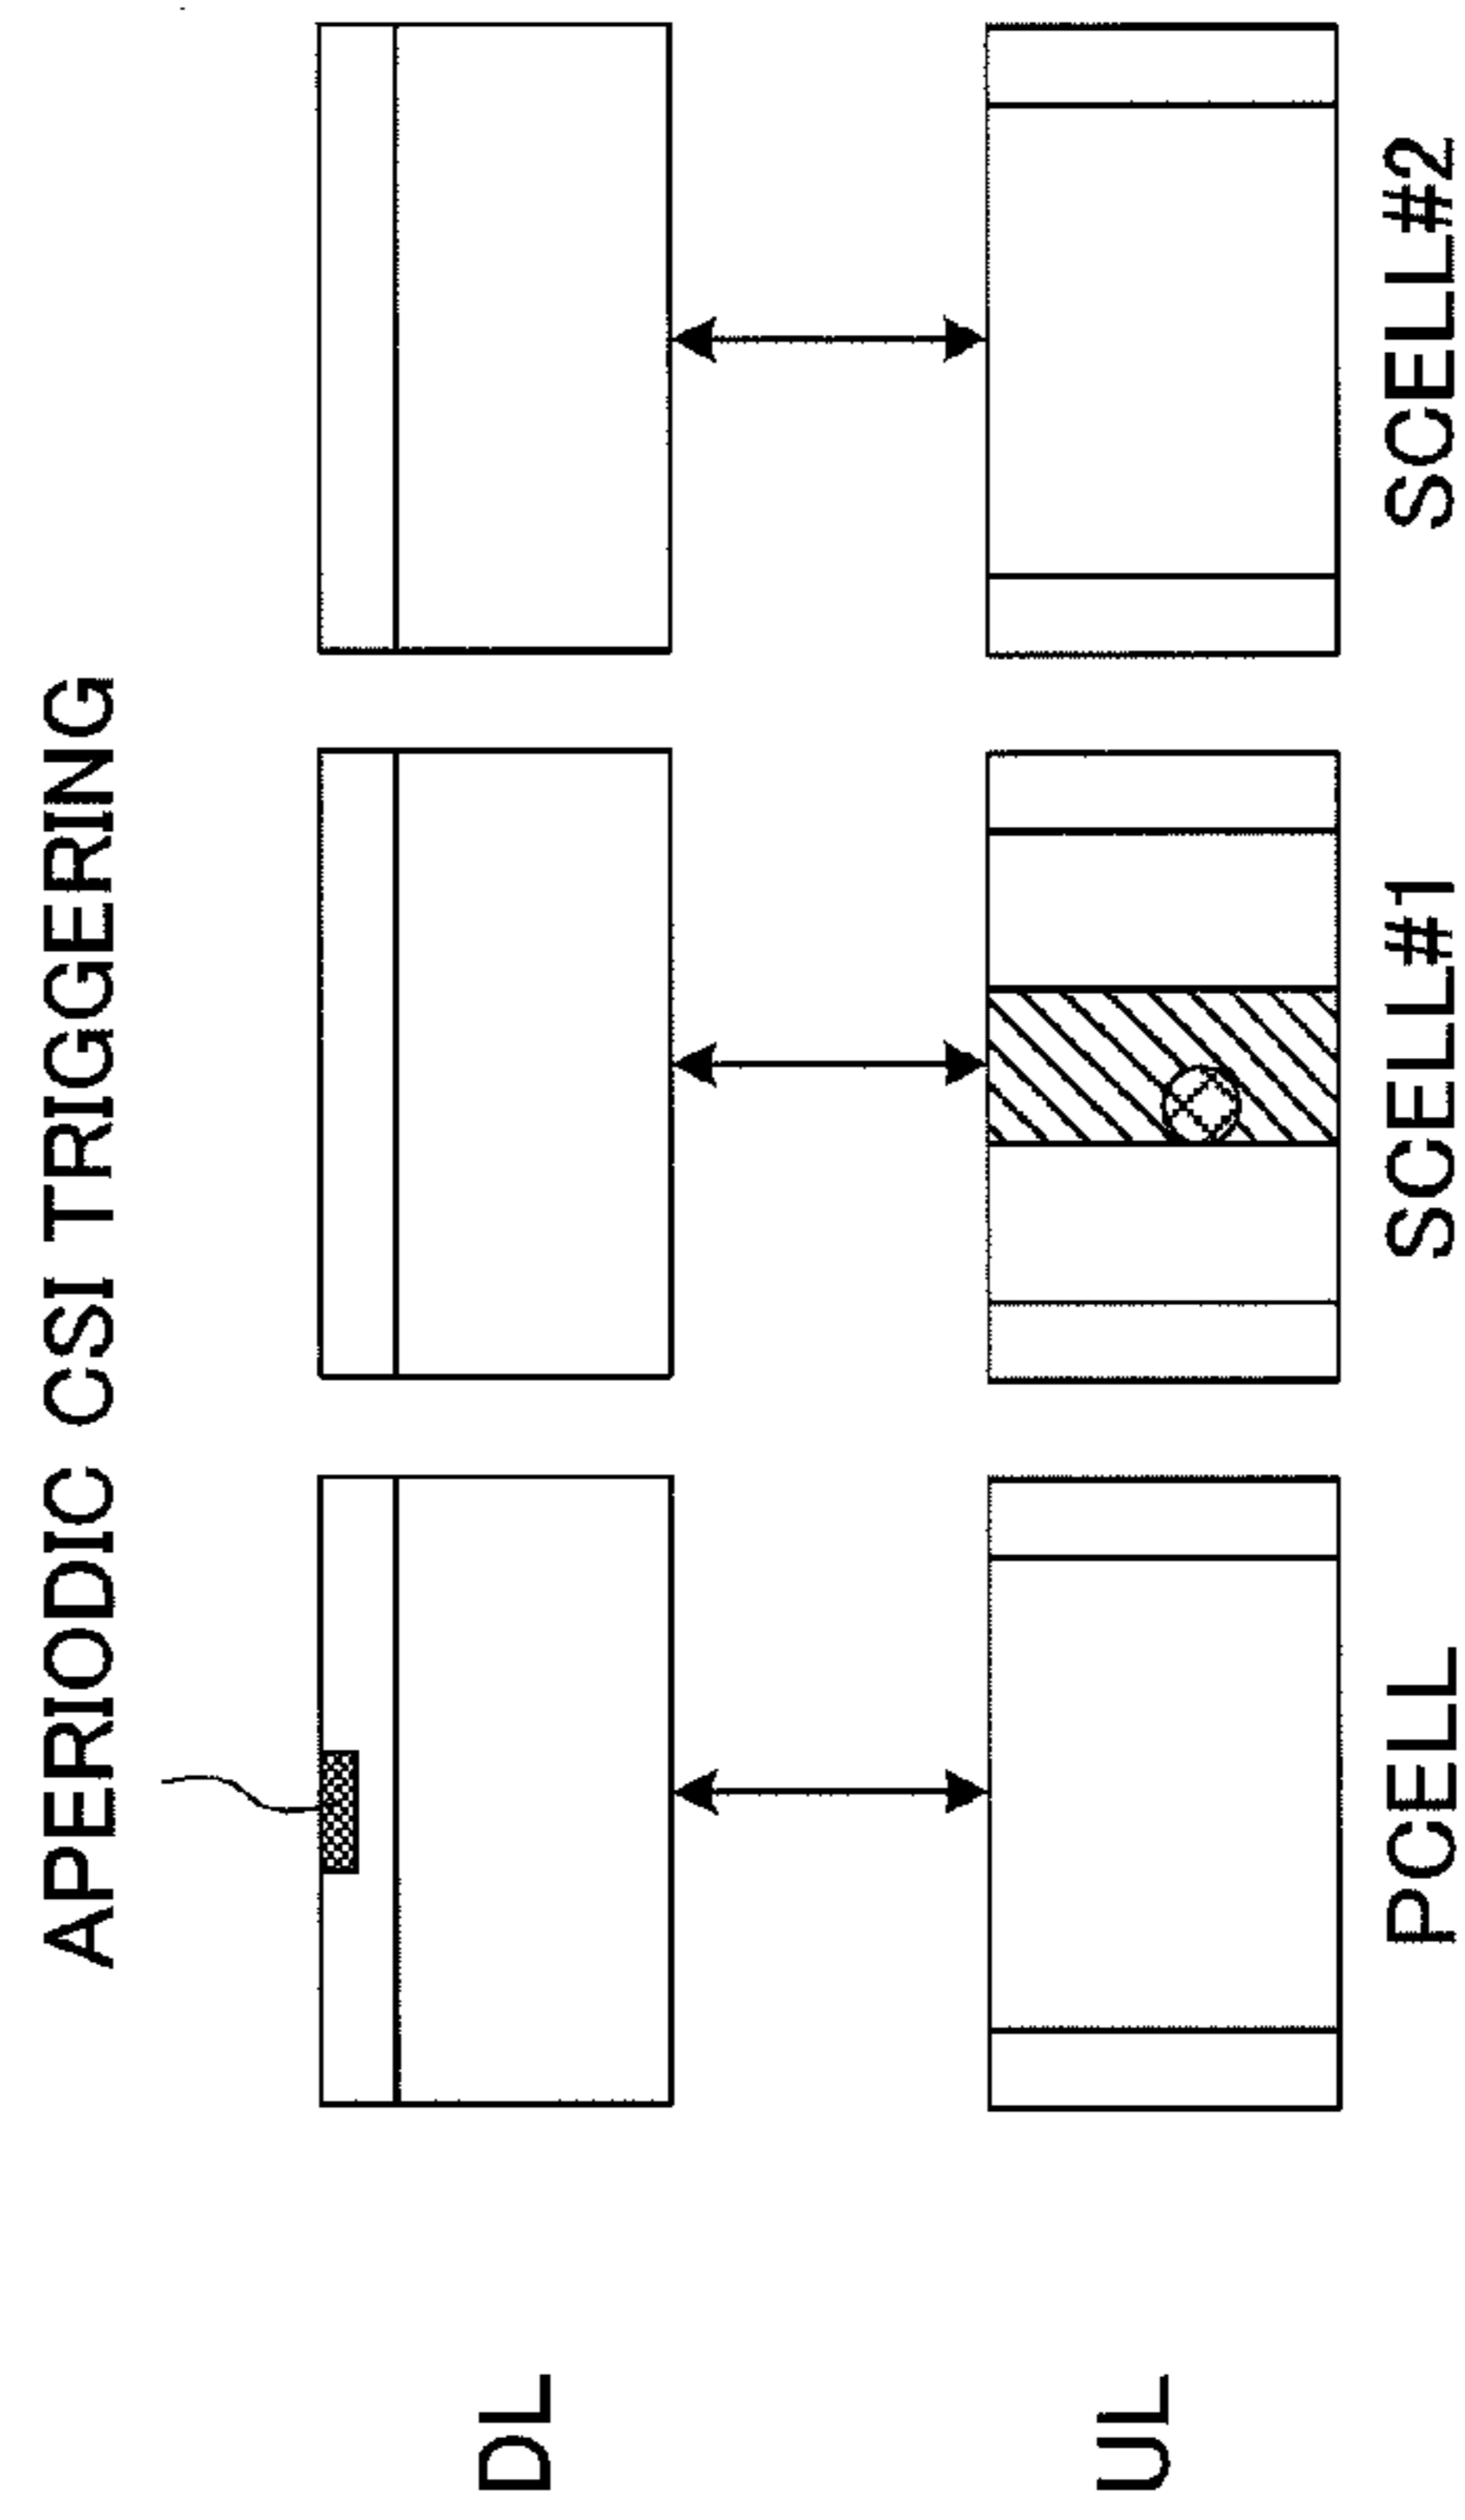 APERIODIC CSI TRIGGERING
DL
UL
PCELL
SCELL#1
SCELL#2